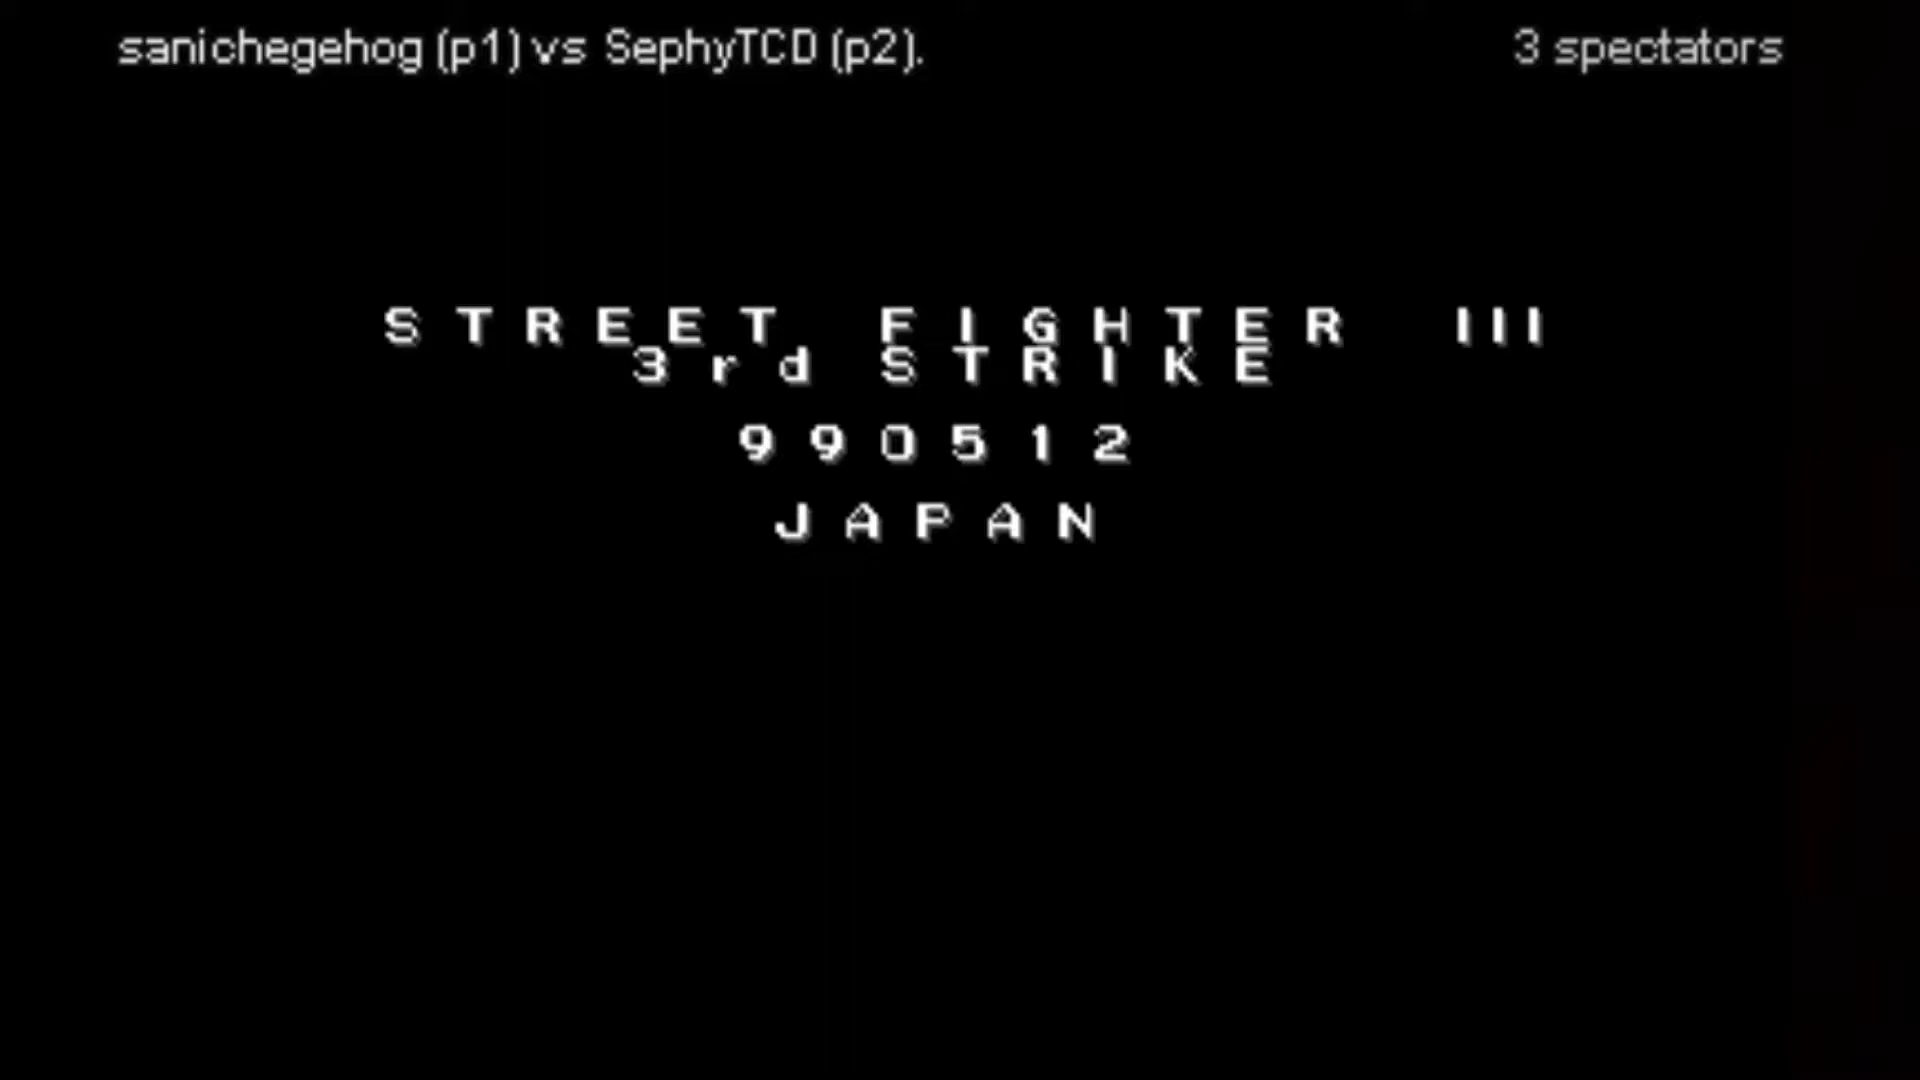 sanichegehog (p1) vs SephyTCD (p2).
3 spectators
STREET FIGHTER III
3rd STRIKE
990512
JAPAN